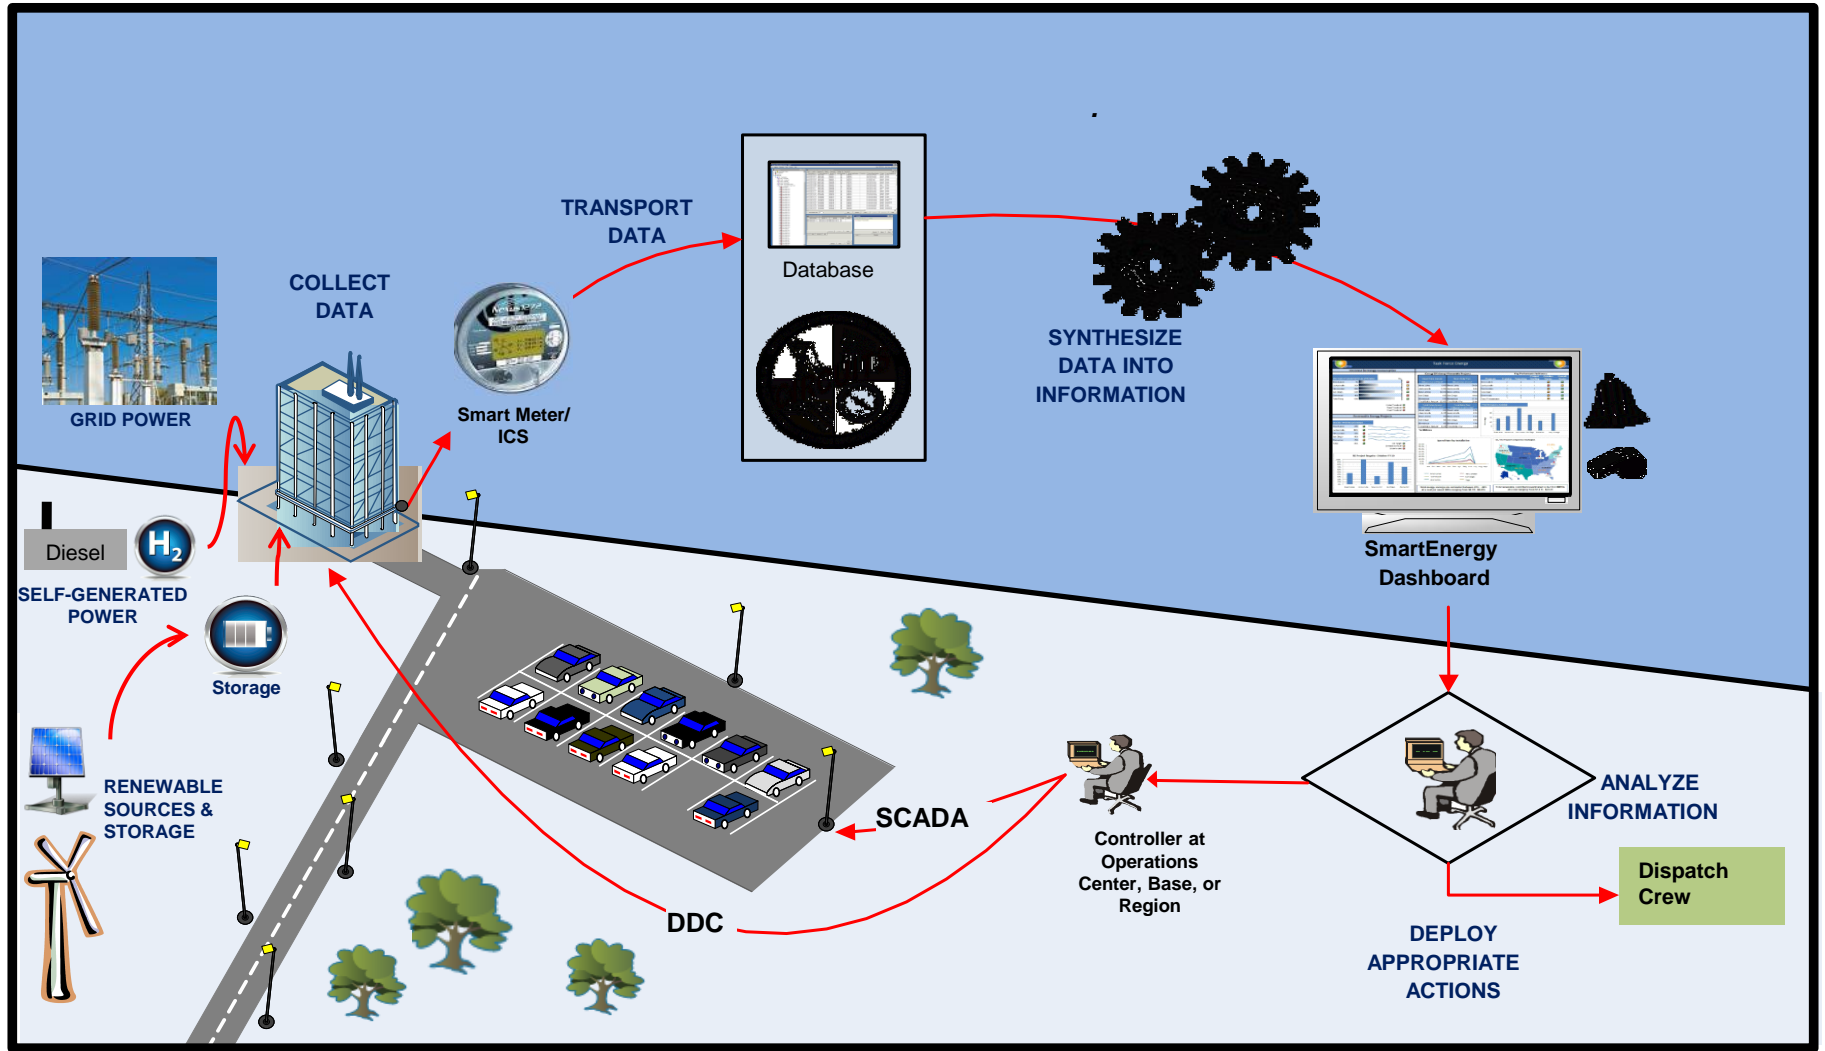 TRANSPORT
DATA
COLLECT
DATA
Database
GRID POWER
Smart Meter/
ICS
SYNTHESIZE
DATA INTO
INFORMATION
SmartEnergy
Dashboard
Diesel
H2
SELF-GENERATED
POWER
Storage
RENEWABLE
SOURCES &
STORAGE
SCADA
DDC
Controller at
Operations
Center, Base, or
Region
ANALYZE
INFORMATION
Dispatch
Crew
DEPLOY
APPROPRIATE
ACTIONS